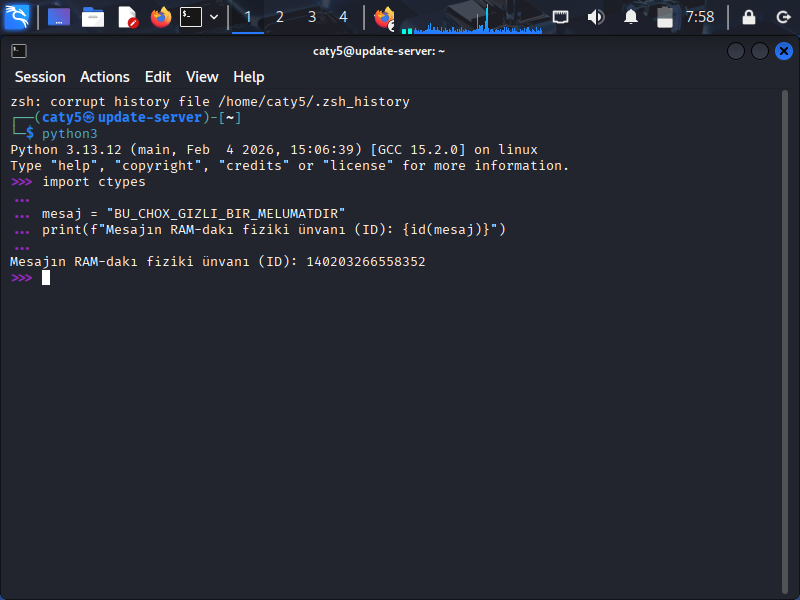 1 2 3 4 7:58
caty5@update-server: ~
Session Actions Edit View Help
zsh: corrupt history file /home/caty5/.zsh_history
┌──(caty5㉿update-server)-[~]
└─$ python3
Python 3.13.12 (main, Feb  4 2026, 15:06:39) [GCC 15.2.0] on linux
Type "help", "copyright", "credits" or "license" for more information.
>>> import ctypes
...
... mesaj = "BU_CHOX_GIZLI_BIR_MELUMATDIR"
... print(f"Mesajın RAM-dakı fiziki ünvanı (ID): {id(mesaj)}")
...
Mesajın RAM-dakı fiziki ünvanı (ID): 140203266558352
>>>